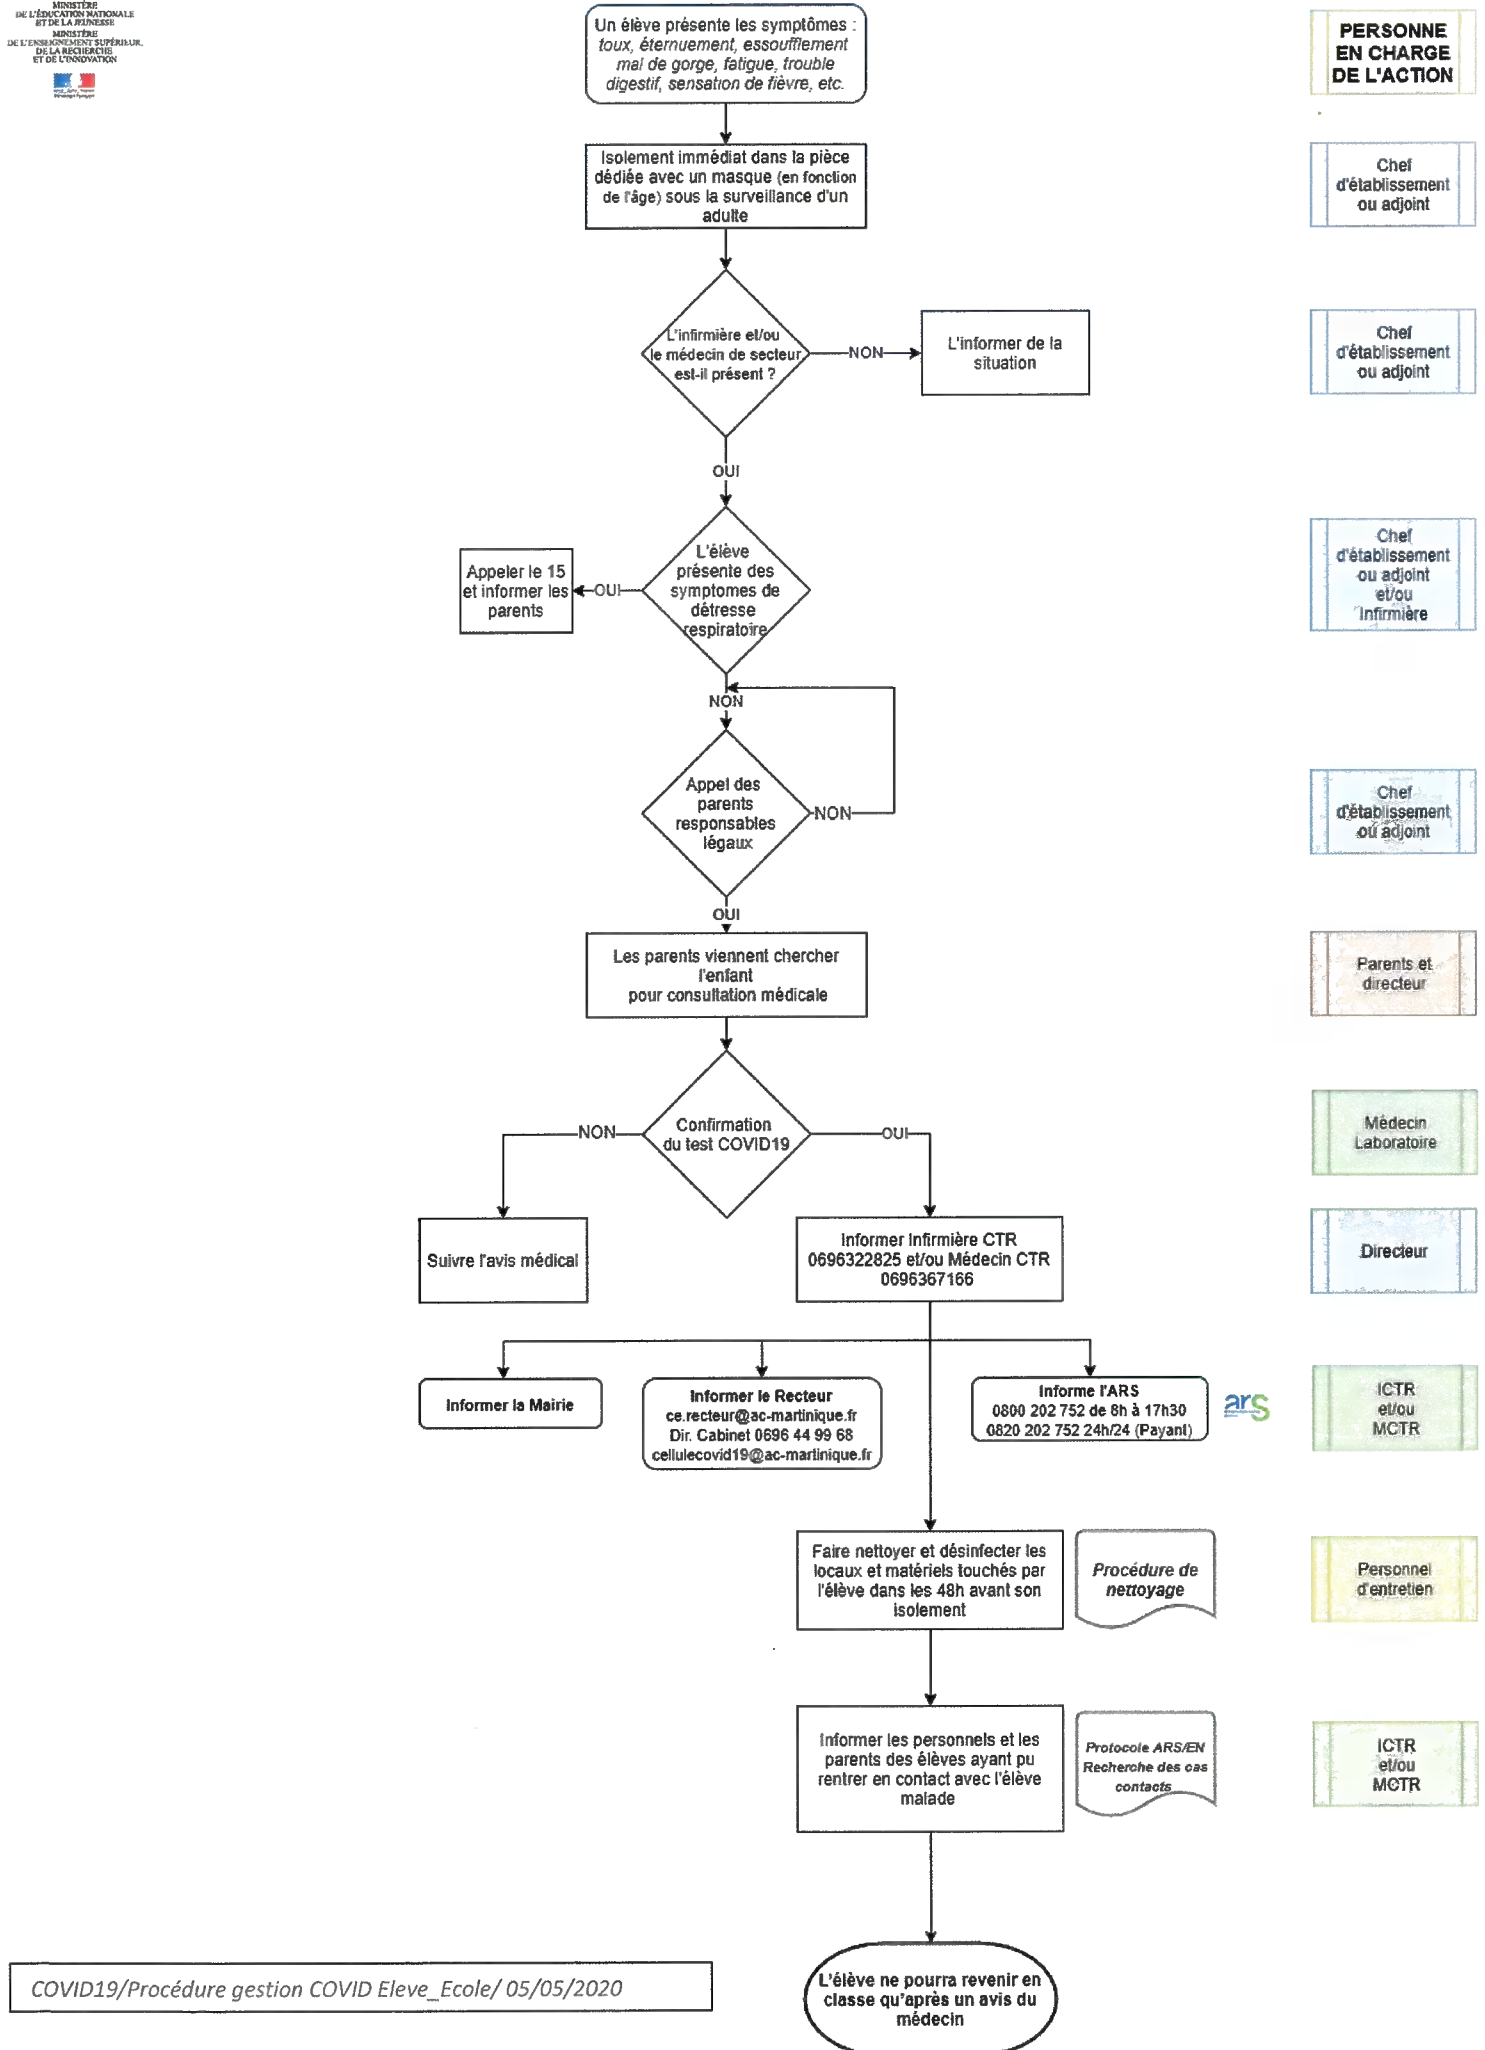 MINISTÈRE
DE L'ÉDUCATION NATIONALE
ET DE LA JEUNESSE
MINISTÈRE
DE L'ENSEIGNEMENT SUPÉRIEUR,
DE LA RECHERCHE
ET DE L'INNOVATION
Un élève présente les symptômes :
toux, éternuement, essoufflement
mal de gorge, fatigue, trouble
digestif, sensation de fièvre, etc.
PERSONNE
EN CHARGE
DE L'ACTION
Isolement immédiat dans la pièce
dédiée avec un masque (en fonction
de l'âge) sous la surveillance d'un
adulte
Chef
d'établissement
ou adjoint
L'infirmière et/ou
le médecin de secteur
est-il présent ?
NON
L'informer de la
situation
Chef
d'établissement
ou adjoint
OUI
L'élève
présente des
symptomes de
détresse
respiratoire
OUI
Appeler le 15
et informer les
parents
Chef
d'établissement
ou adjoint
et/ou
Infirmière
NON
Appel des
parents
responsables
légaux
NON
Chef
d'établissement
ou adjoint
OUI
Les parents viennent chercher
l'enfant
pour consultation médicale
Parents et
directeur
Confirmation
du test COVID19
NON
OUI
Médecin
Laboratoire
Suivre l'avis médical
Informer Infirmière CTR
0696322825 et/ou Médecin CTR
0696367166
Directeur
Informer la Mairie
Informer le Recteur
ce.recteur@ac-martinique.fr
Dir. Cabinet 0696 44 99 68
cellulecovid19@ac-martinique.fr
Informe l'ARS
0800 202 752 de 8h à 17h30
0820 202 752 24h/24 (Payant)
ars
ICTR
et/ou
MCTR
Faire nettoyer et désinfecter les
locaux et matériels touchés par
l'élève dans les 48h avant son
isolement
Procédure de
nettoyage
Personnel
d'entretien
Informer les personnels et les
parents des élèves ayant pu
rentrer en contact avec l'élève
malade
Protocole ARS/EN
Recherche des cas
contacts
ICTR
et/ou
MCTR
L'élève ne pourra revenir en
classe qu'après un avis du
médecin
COVID19/Procédure gestion COVID Eleve_Ecole/ 05/05/2020